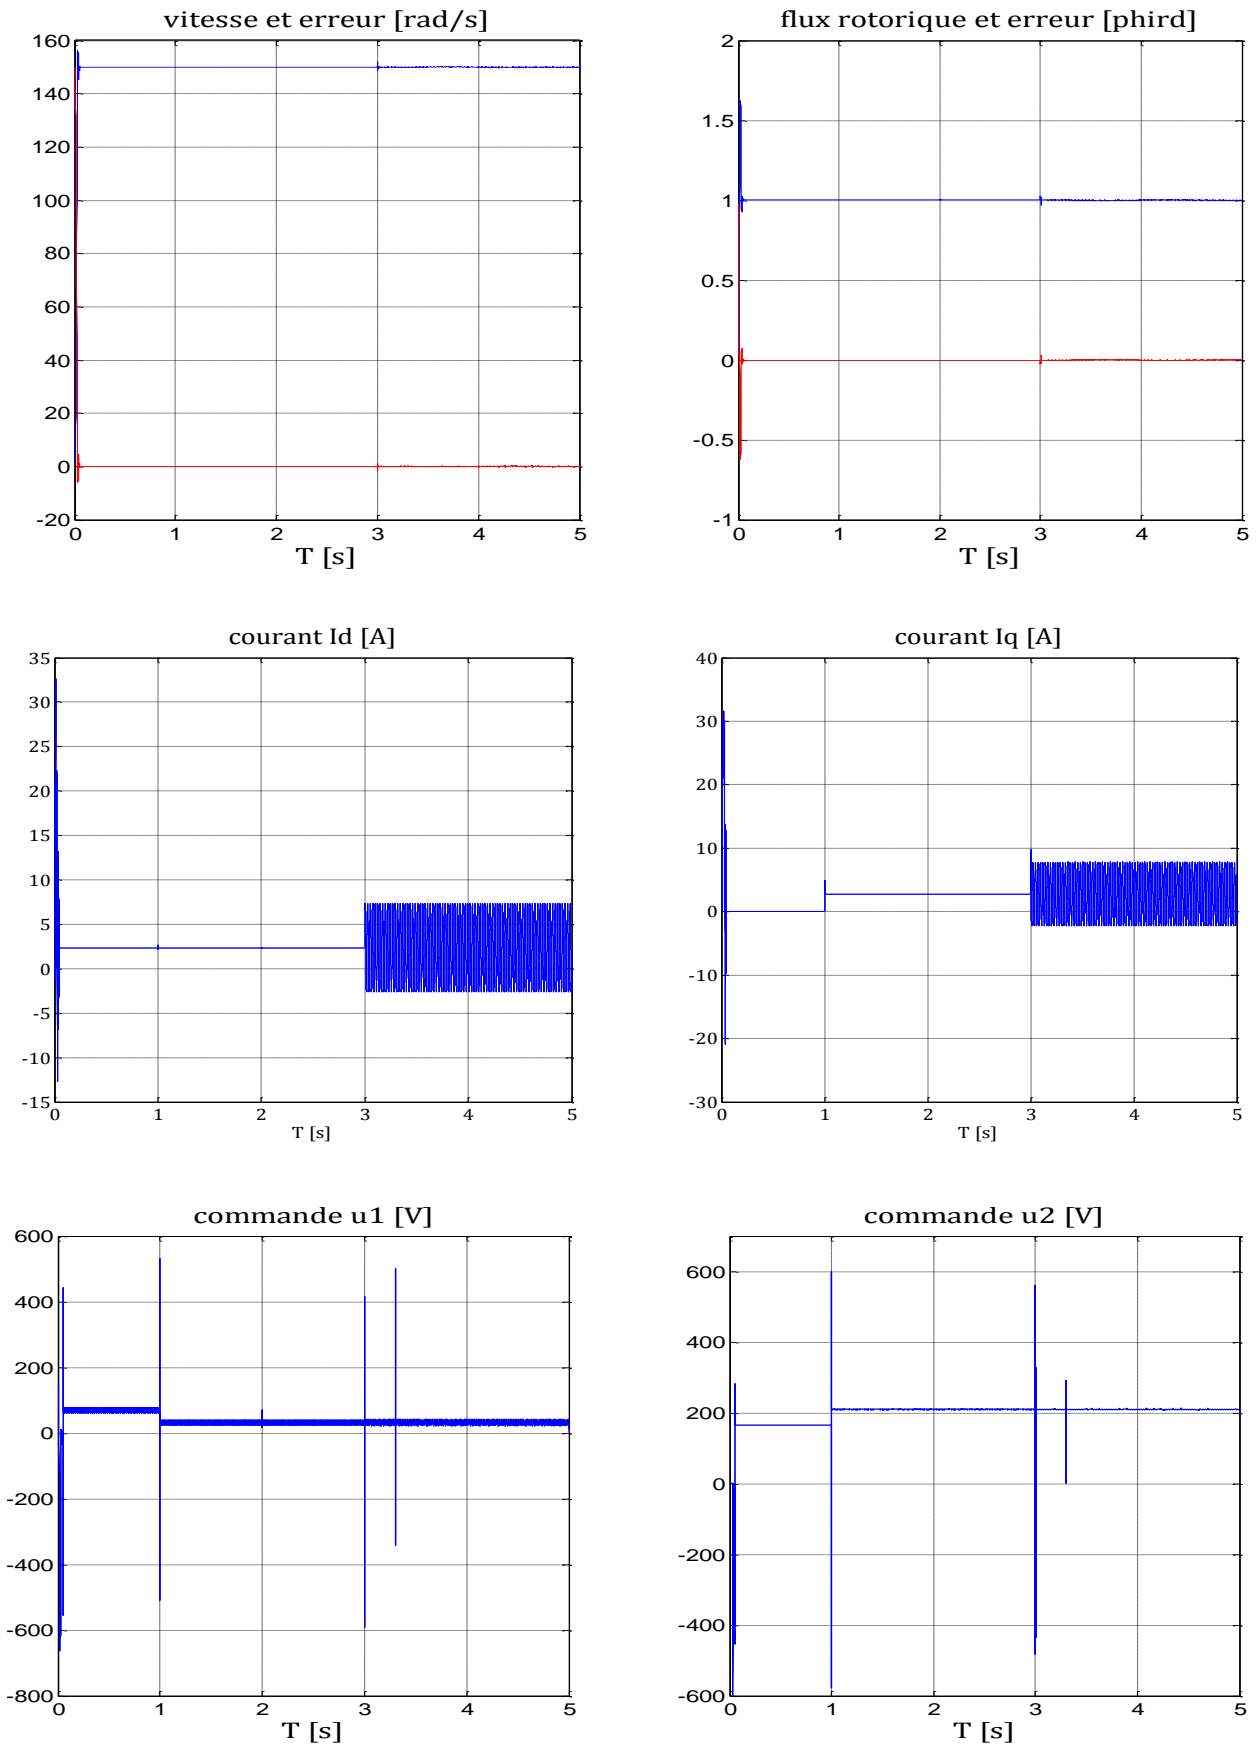 vitesse et erreur [rad/s]
160
140
120
100
80
60
40
20
0
-20
0 1 2 3 4 5
T [s]
flux rotorique et erreur [phird]
2
1.5
1
0.5
0
-0.5
-1
0 1 2 3 4 5
T [s]
courant Id [A]
35
30
25
20
15
10
5
0
-5
-10
-15
0 1 2 3 4 5
T [s]
courant Iq [A]
40
30
20
10
0
-10
-20
-30
0 1 2 3 4 5
T [s]
commande u1 [V]
600
400
200
0
-200
-400
-600
-800
0 1 2 3 4 5
T [s]
commande u2 [V]
600
400
200
0
-200
-400
-600
0 1 2 3 4 5
T [s]